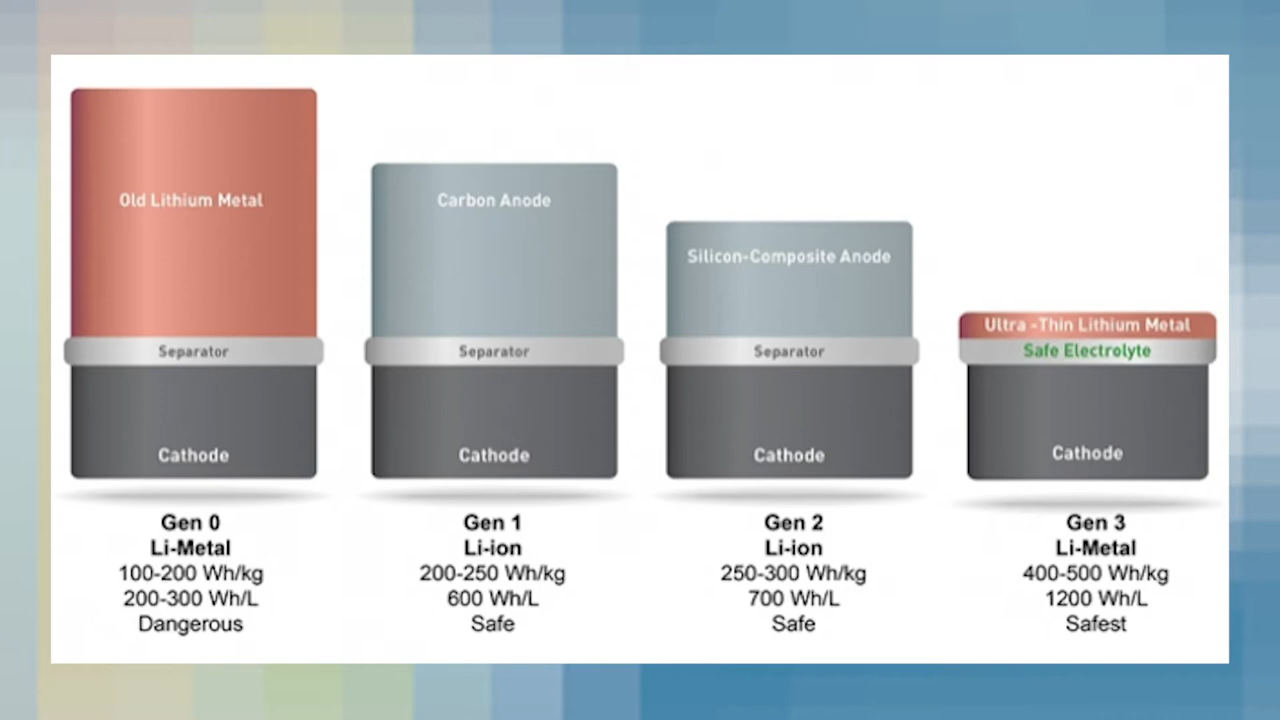 Old Lithium Metal
Separator
Cathode
Gen 0
Li-Metal
100-200 Wh/kg
200-300 Wh/L
Dangerous
Carbon Anode
Separator
Cathode
Gen 1
Li-ion
200-250 Wh/kg
600 Wh/L
Safe
Silicon-Composite Anode
Separator
Cathode
Gen 2
Li-ion
250-300 Wh/kg
700 Wh/L
Safe
Ultra -Thin Lithium Metal
Safe Electrolyte
Cathode
Gen 3
Li-Metal
400-500 Wh/kg
1200 Wh/L
Safest